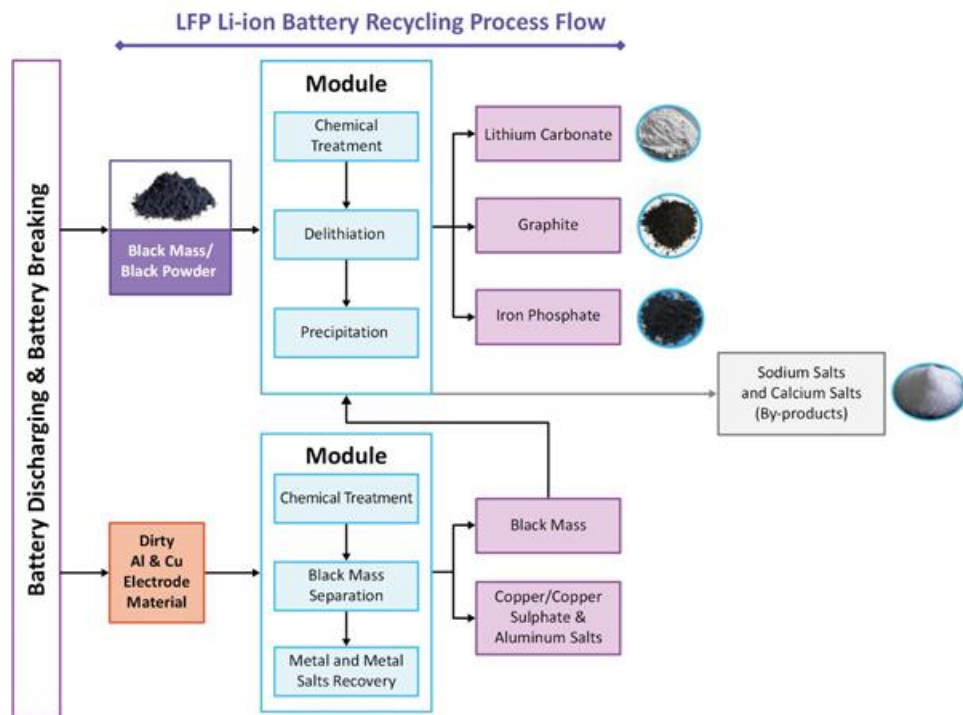 LFP Li-ion Battery Recycling Process Flow
Battery Discharging & Battery Breaking
Black Mass/
Black Powder
Module
Chemical
Treatment
Delithiation
Precipitation
Lithium Carbonate
Graphite
Iron Phosphate
Sodium Salts
and Calcium Salts
(By-products)
Dirty
Al & Cu
Electrode
Material
Module
Chemical Treatment
Black Mass
Separation
Metal and Metal
Salts Recovery
Black Mass
Copper/Copper
Sulphate &
Aluminum Salts